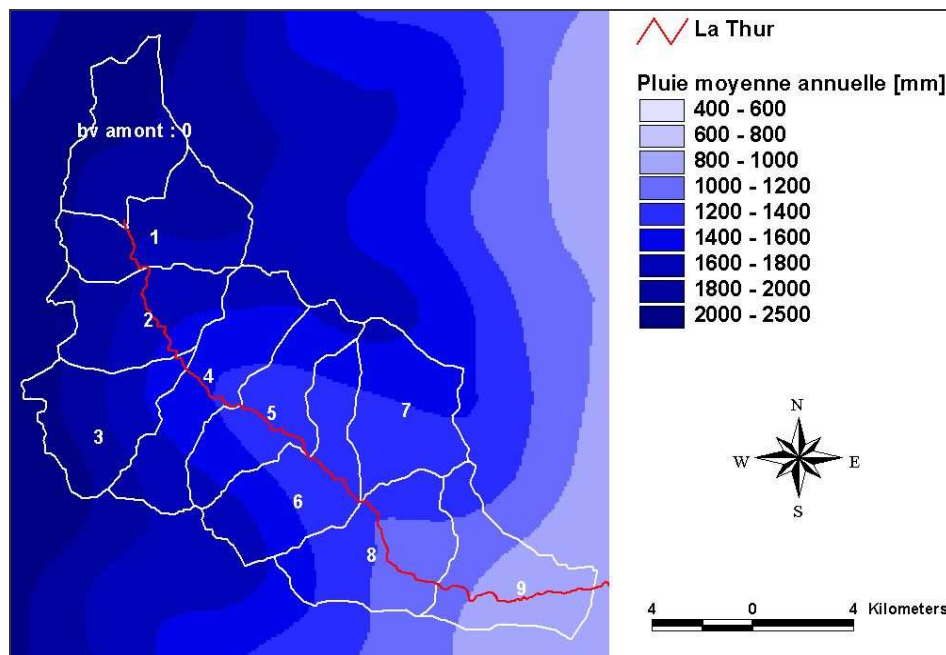 La Thur
Pluie moyenne annuelle [mm]
400 - 600
600 - 800
800 - 1000
1000 - 1200
1200 - 1400
1400 - 1600
1600 - 1800
1800 - 2000
2000 - 2500
bv amont : 0
1
2
3
4
5
6
7
8
9
N
W E
S
4 0 4 Kilometers